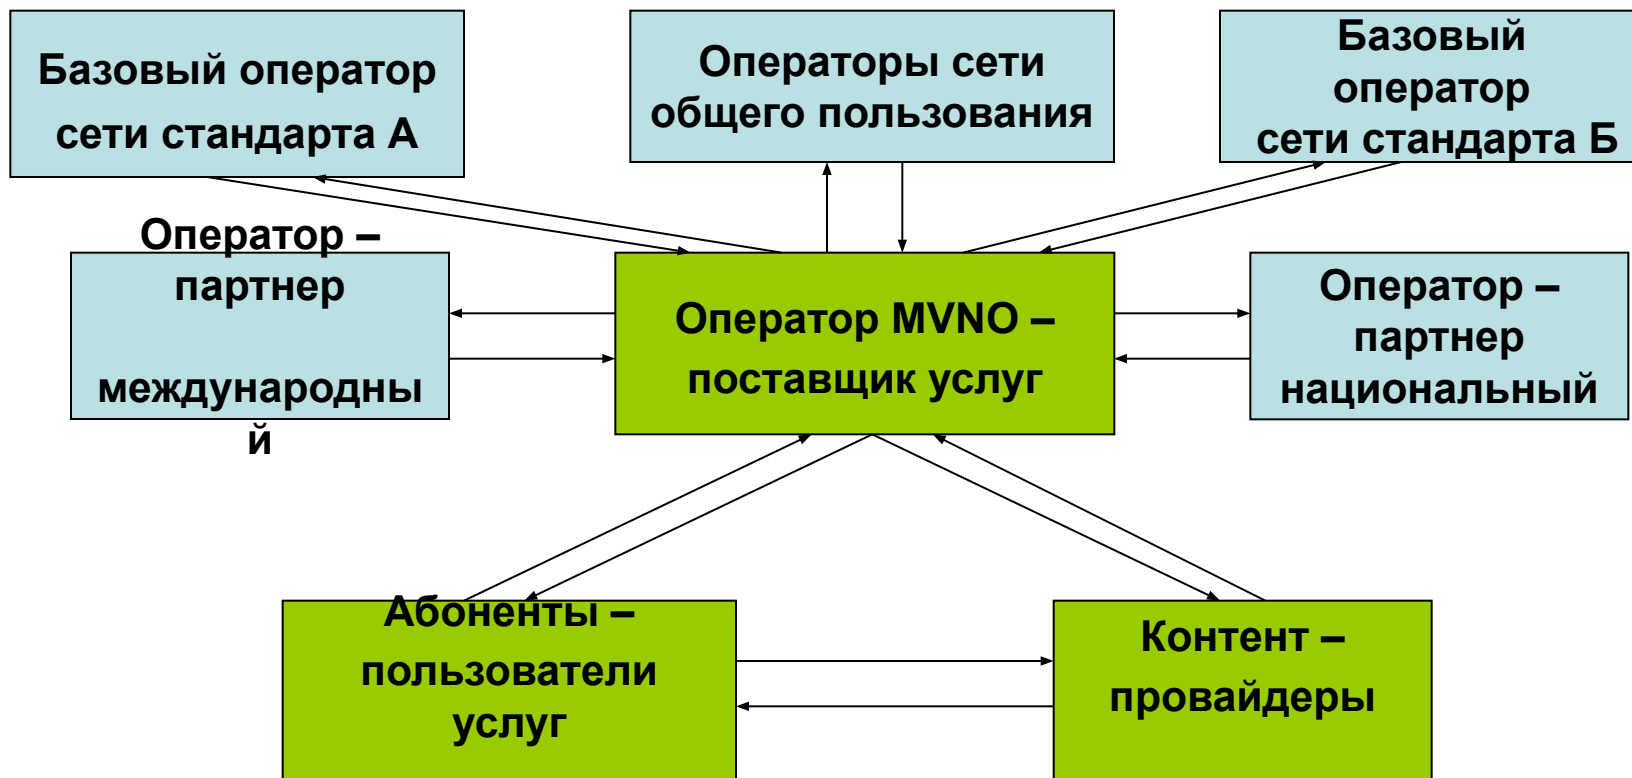 Базовый оператор
сети стандарта А
Операторы сети
общего пользования
Базовый
оператор
сети стандарта Б
Оператор –
партнер
международны
й
Оператор MVNO –
поставщик услуг
Оператор –
партнер
национальный
Абоненты –
пользователи
услуг
Контент –
провайдеры